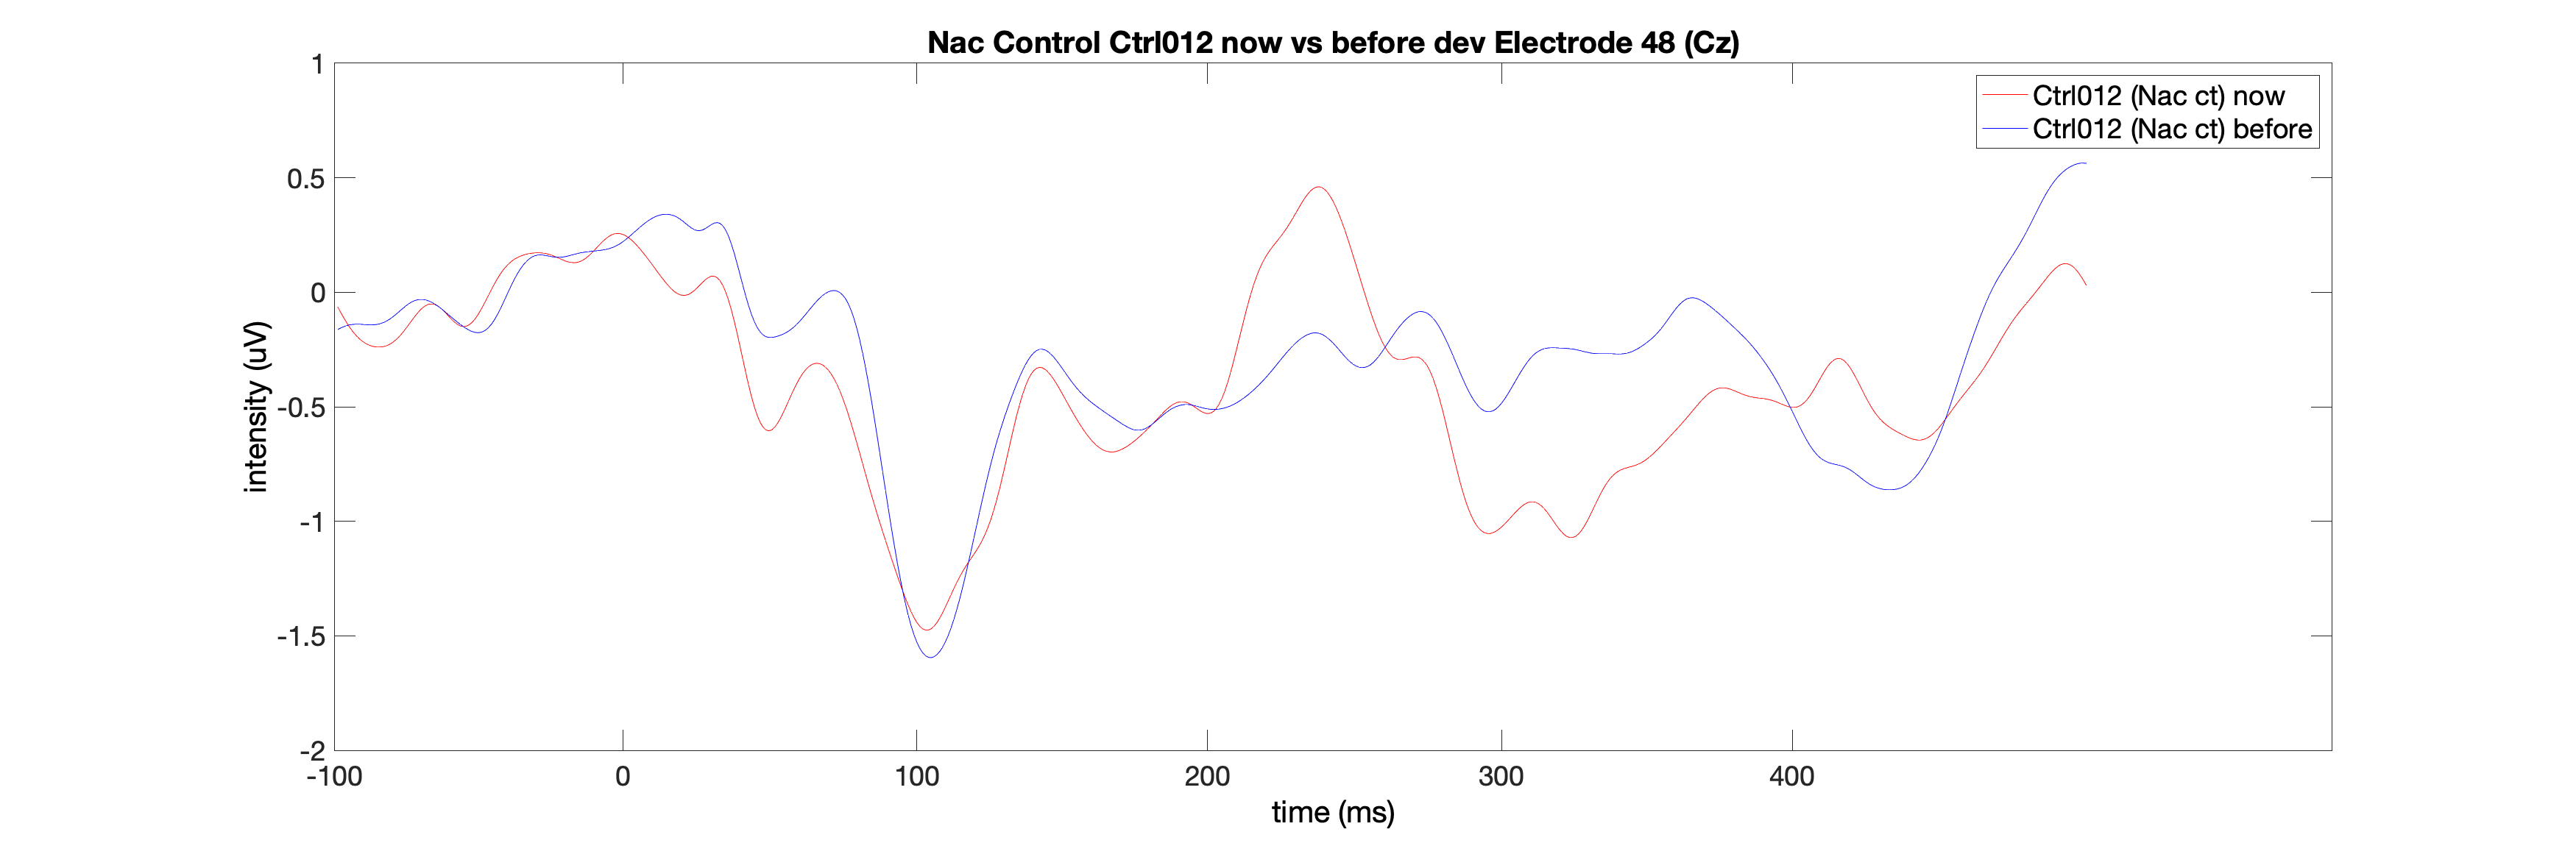 Nac Control Ctrl012 now vs before dev Electrode 48 (Cz)
Ctrl012 (Nac ct) now
Ctrl012 (Nac ct) before
intensity (uV)
1
0.5
0
-0.5
-1
-1.5
-2
-100 0 100 200 300 400
time (ms)